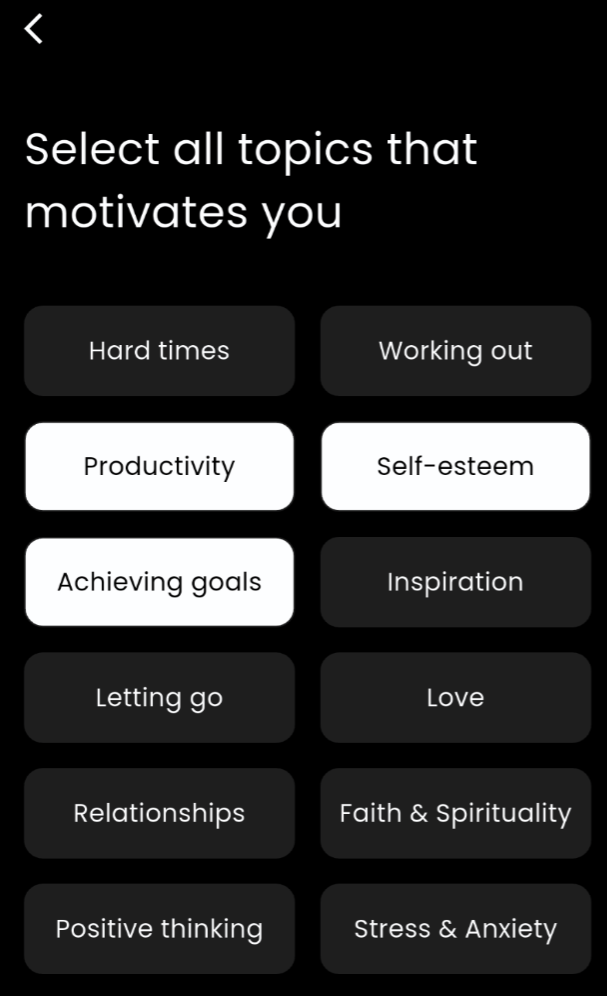 Select all topics that
motivates you
Hard times
Working out
Productivity
Self-esteem
Achieving goals
Inspiration
Letting go
Love
Relationships
Faith & Spirituality
Positive thinking
Stress & Anxiety